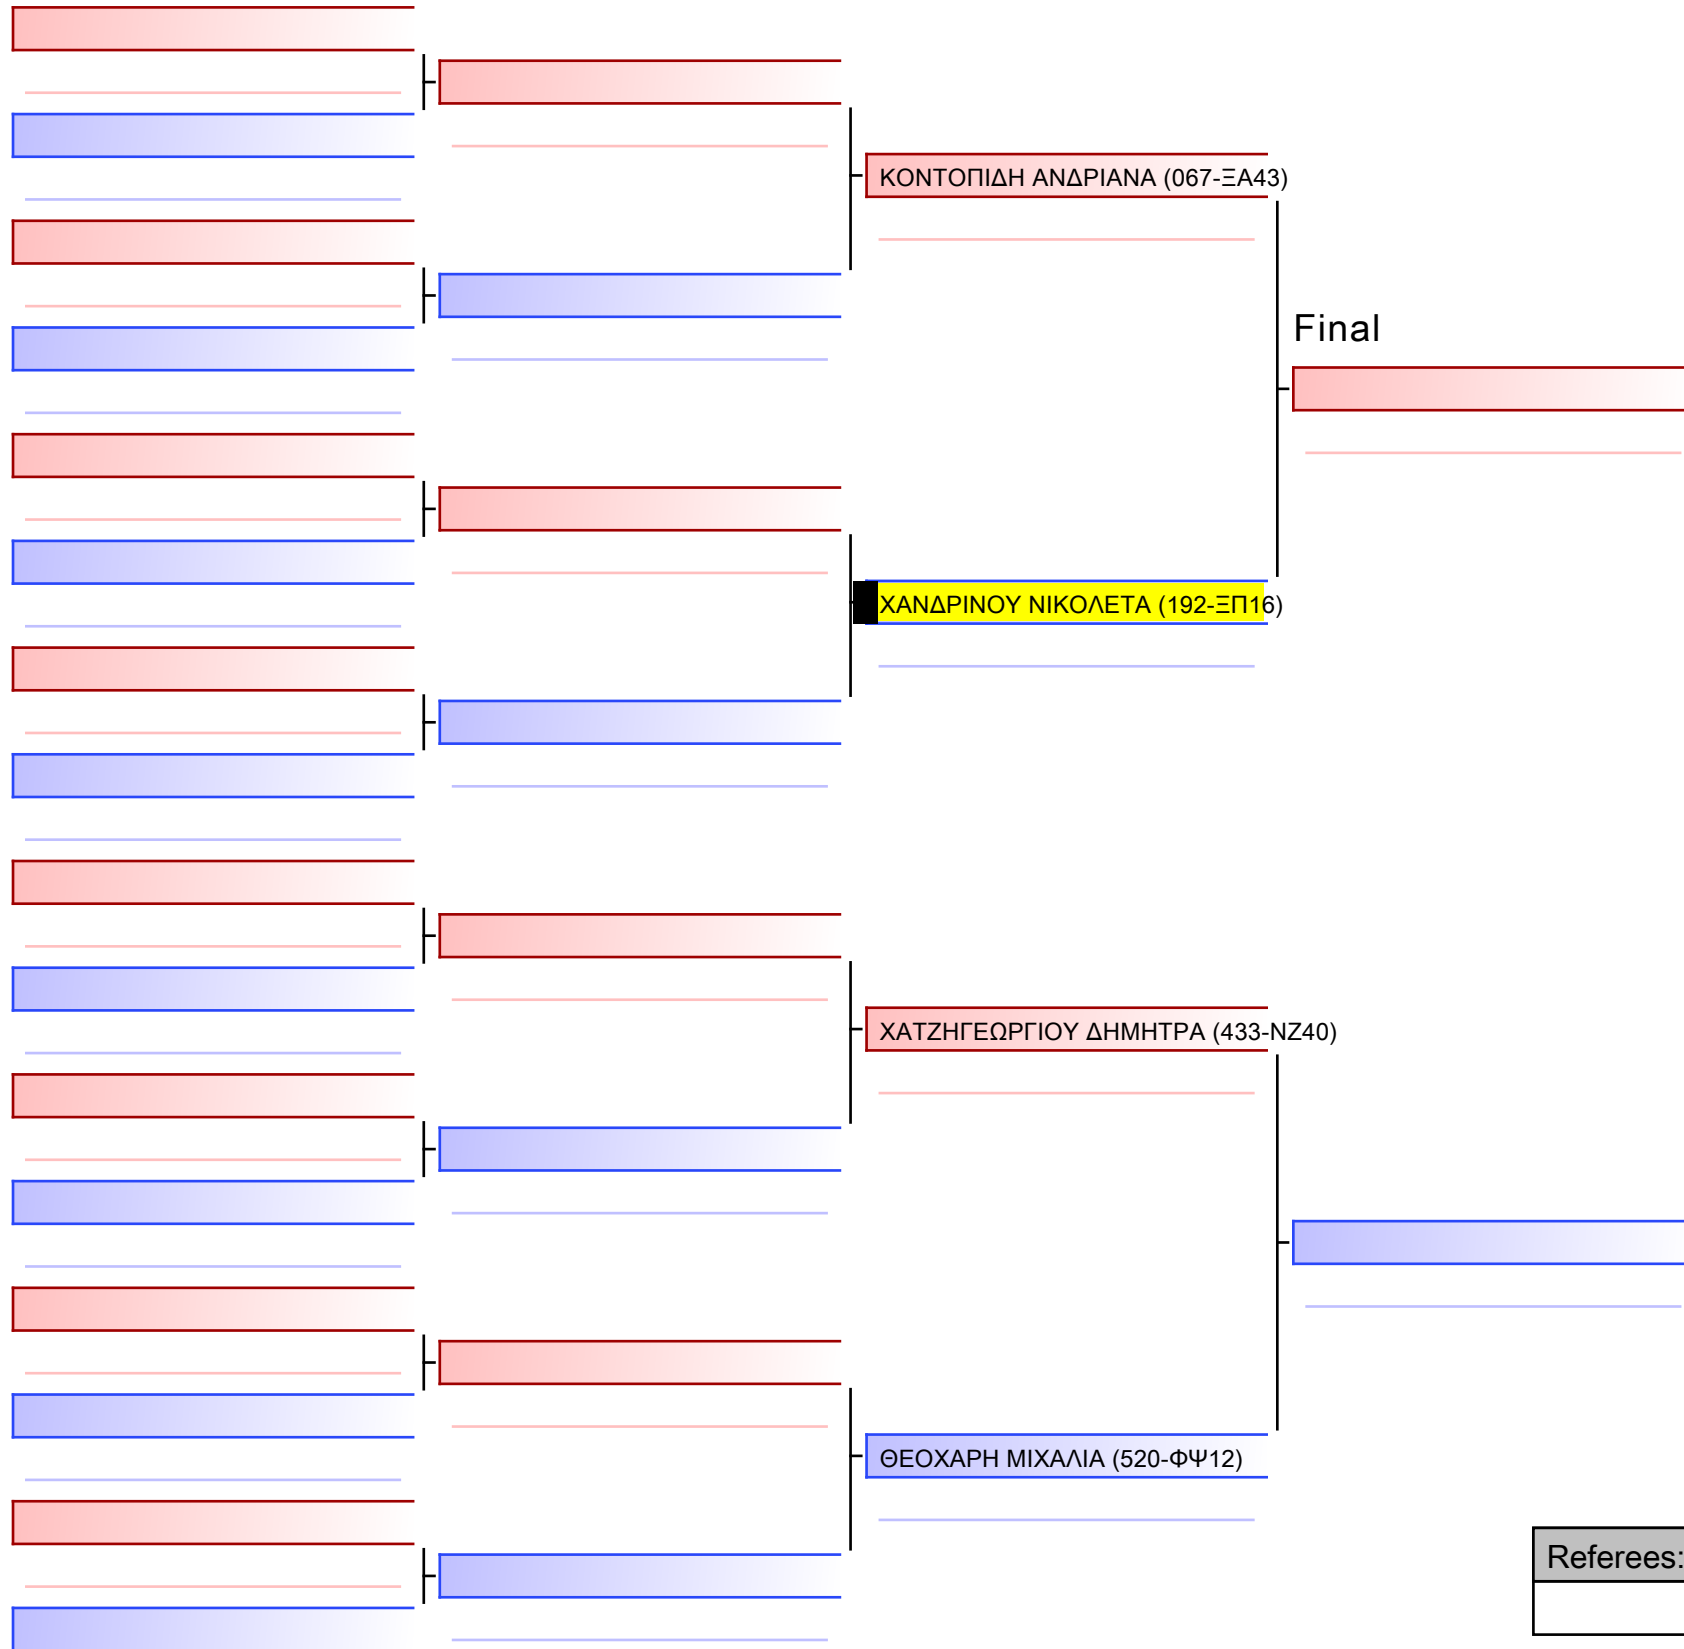 ΚΟΝΤΟΠΙΔΗ ΑΝΔΡΙΑΝΑ (067-ΞΑ43)
Final
ΧΑΝΔΡΙΝΟΥ ΝΙΚΟΛΕΤΑ (192-ΞΠ16)
ΧΑΤΖΗΓΕΩΡΓΙΟΥ ΔΗΜΗΤΡΑ (433-ΝΖ40)
ΘΕΟΧΑΡΗ ΜΙΧΑΛΙΑ (520-ΦΨ12)
Referees: